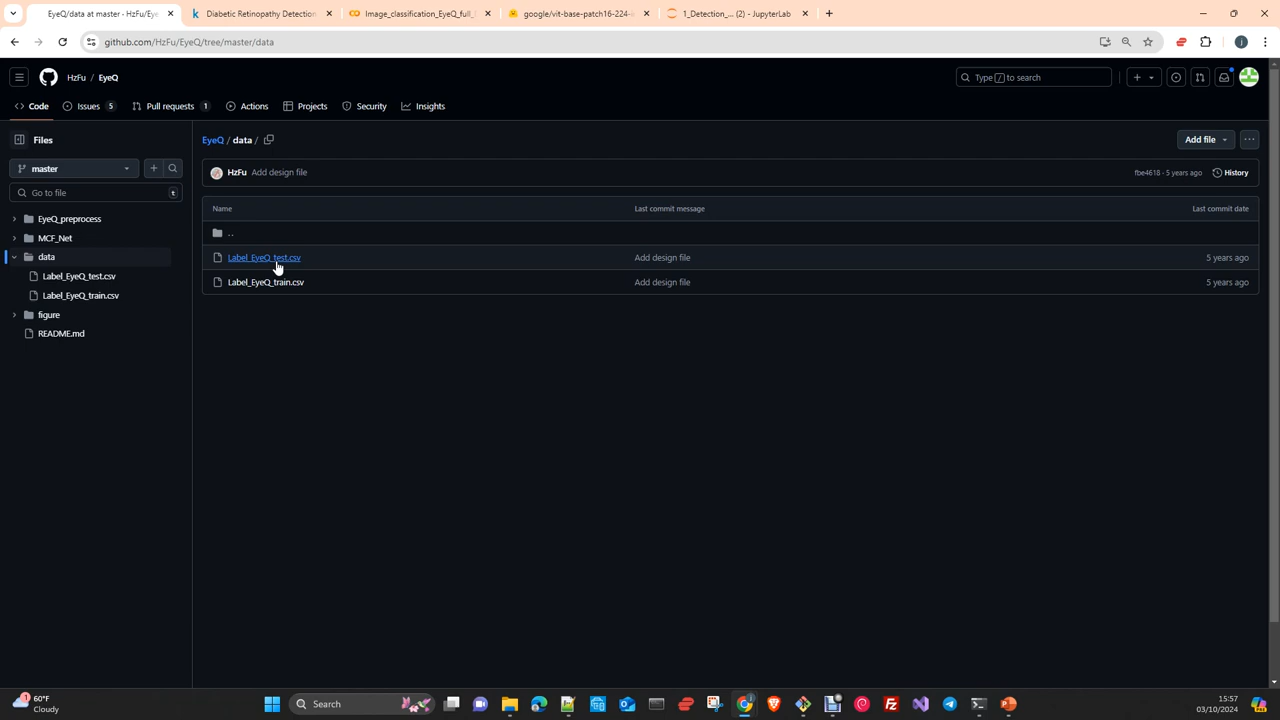 EyeQ/data at master · HzFu/Eye
Diabetic Retinopathy Detection
Image_classification_EyeQ_full_
google/vit-base-patch16-224-
1_Detection_... (2) - JupyterLab
github.com/HzFu/EyeQ/tree/master/data
HzFu / EyeQ
Type / to search
Code
Issues 5
Pull requests 1
Actions
Projects
Security
Insights
Files
master
Go to file
t
EyeQ_preprocess
MCF_Net
data
Label_EyeQ_test.csv
Label_EyeQ_train.csv
figure
README.md
EyeQ / data /
Add file
HzFu Add design file
fbe4618 · 5 years ago
History
Name
Last commit message
Last commit date
..
Label_EyeQ_test.csv Add design file 5 years ago
Label_EyeQ_train.csv Add design file 5 years ago
1
60°F
Cloudy
Search
15:57
03/10/2024